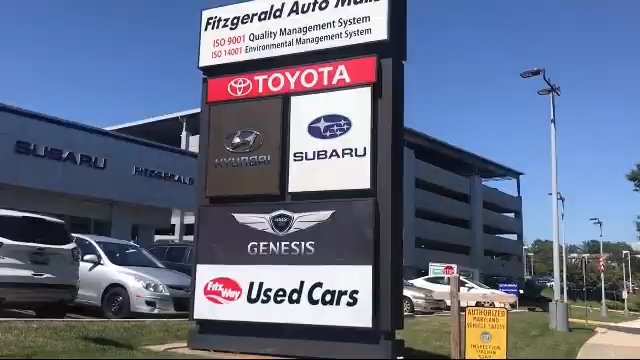 Fitzgerald Auto Malls
ISO 9001 Quality Management System
ISO 14001 Environmental Management System
TOYOTA
HYUNDAI
SUBARU
SUBARU
FITZGERALD
GENESIS
FitzWay Used Cars
AUTHORIZED
MARYLAND
VEHICLE SAFETY
INSPECTION
STATION